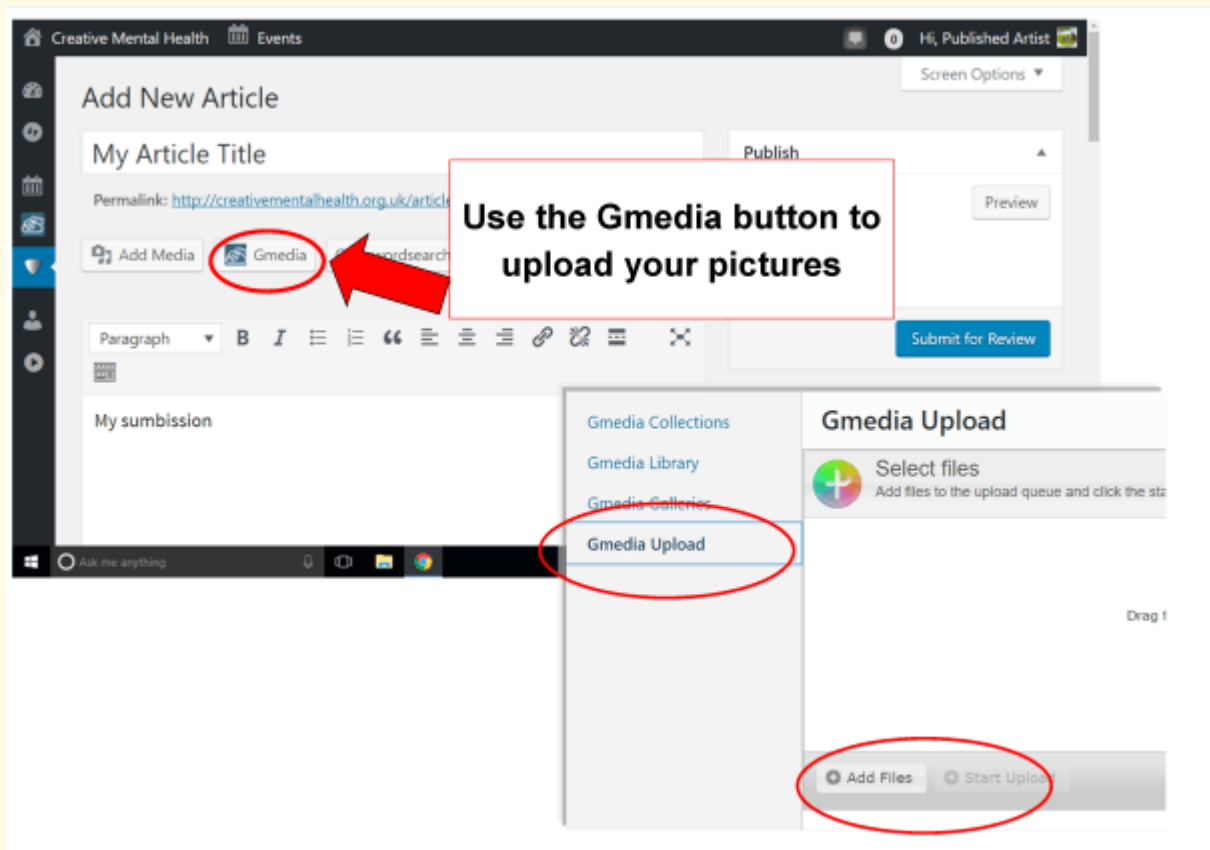 Creative Mental Health Events 0 Hi, Published Artist
Screen Options
Add New Article
My Article Title
Publish
Permalink: http://creativementalhealth.org.uk/article
Preview
Use the Gmedia button to
upload your pictures
Add Media Gmedia wordsearch
Submit for Review
Paragraph B I
My sumbission
Gmedia Collections
Gmedia Library
Gmedia Galleries
Gmedia Upload
Ask me anything
Gmedia Upload
Select files
Add files to the upload queue and click the sta
Drag f
Add Files Start Upload